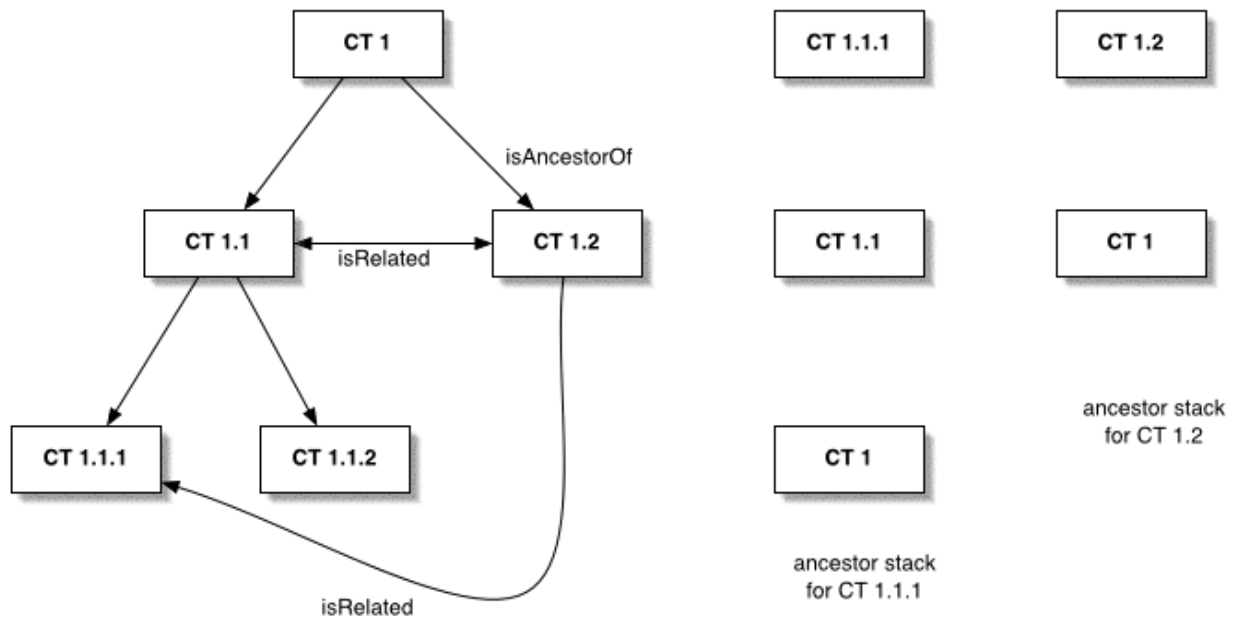 CT 1
CT 1.1.1
CT 1.2
isAncestorOf
CT 1.1
isRelated
CT 1.2
CT 1.1
CT 1
CT 1.1.1
CT 1.1.2
CT 1
ancestor stack
for CT 1.2
ancestor stack
for CT 1.1.1
isRelated